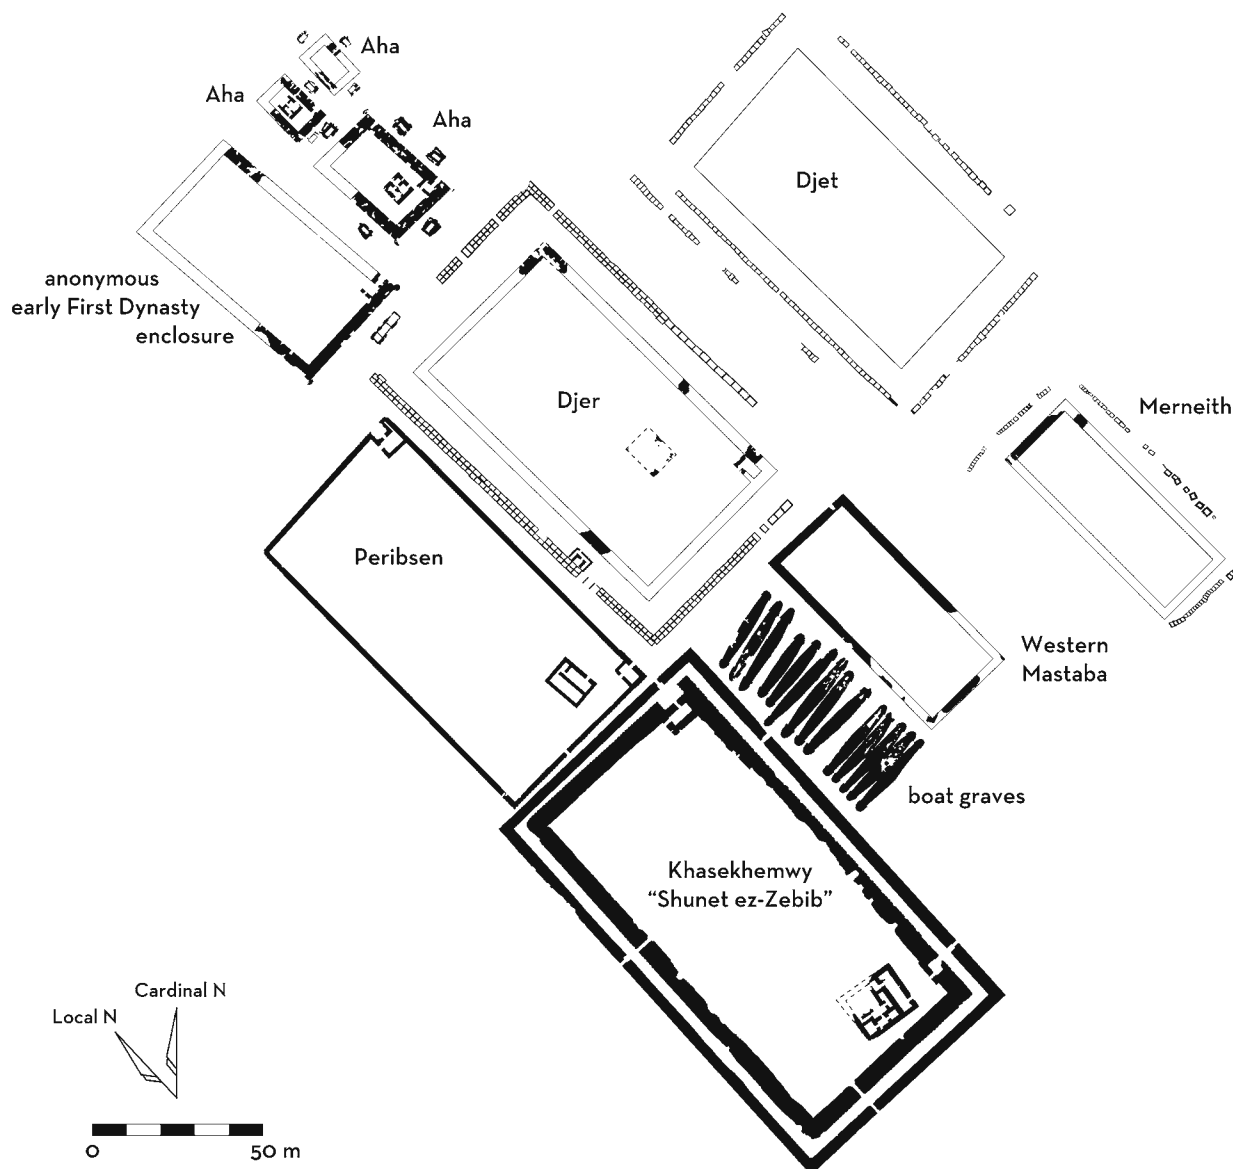 Aha
Aha
Aha
Djet
anonymous
early First Dynasty
enclosure
Djer
Merneith
Peribsen
Western
Mastaba
boat graves
Khasekhemwy
“Shunet ez-Zebib”
Cardinal N
Local N
0
50 m